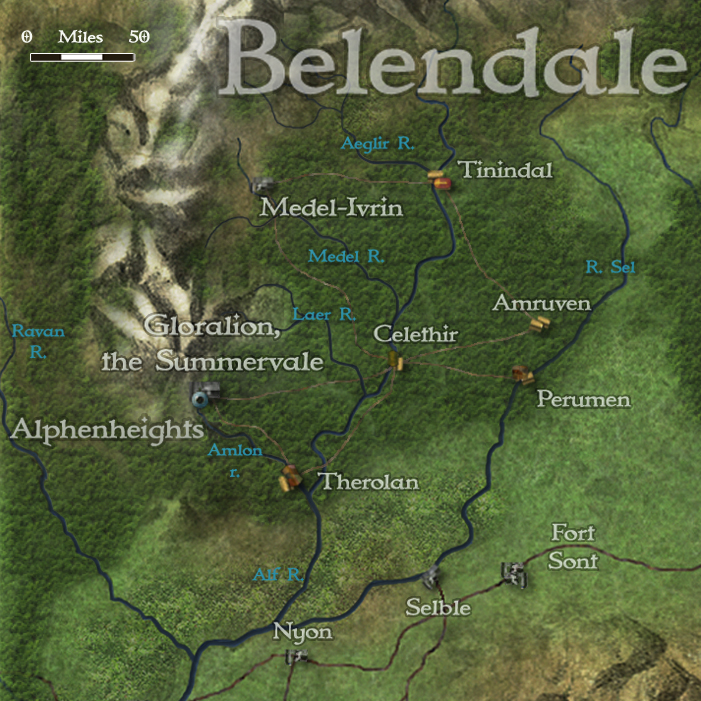 0 Miles 50
Belendale
Aeglir R.
Tinindal
Medel-Ivrin
Medel R.
R. Sel
Amruven
Laer R.
Gloralion,
the Summervale
Celethir
Ravan
R.
Perumen
Alphenheights
Amlon
r.
Therolan
Fort
Sont
Alf R.
Selble
Nyon